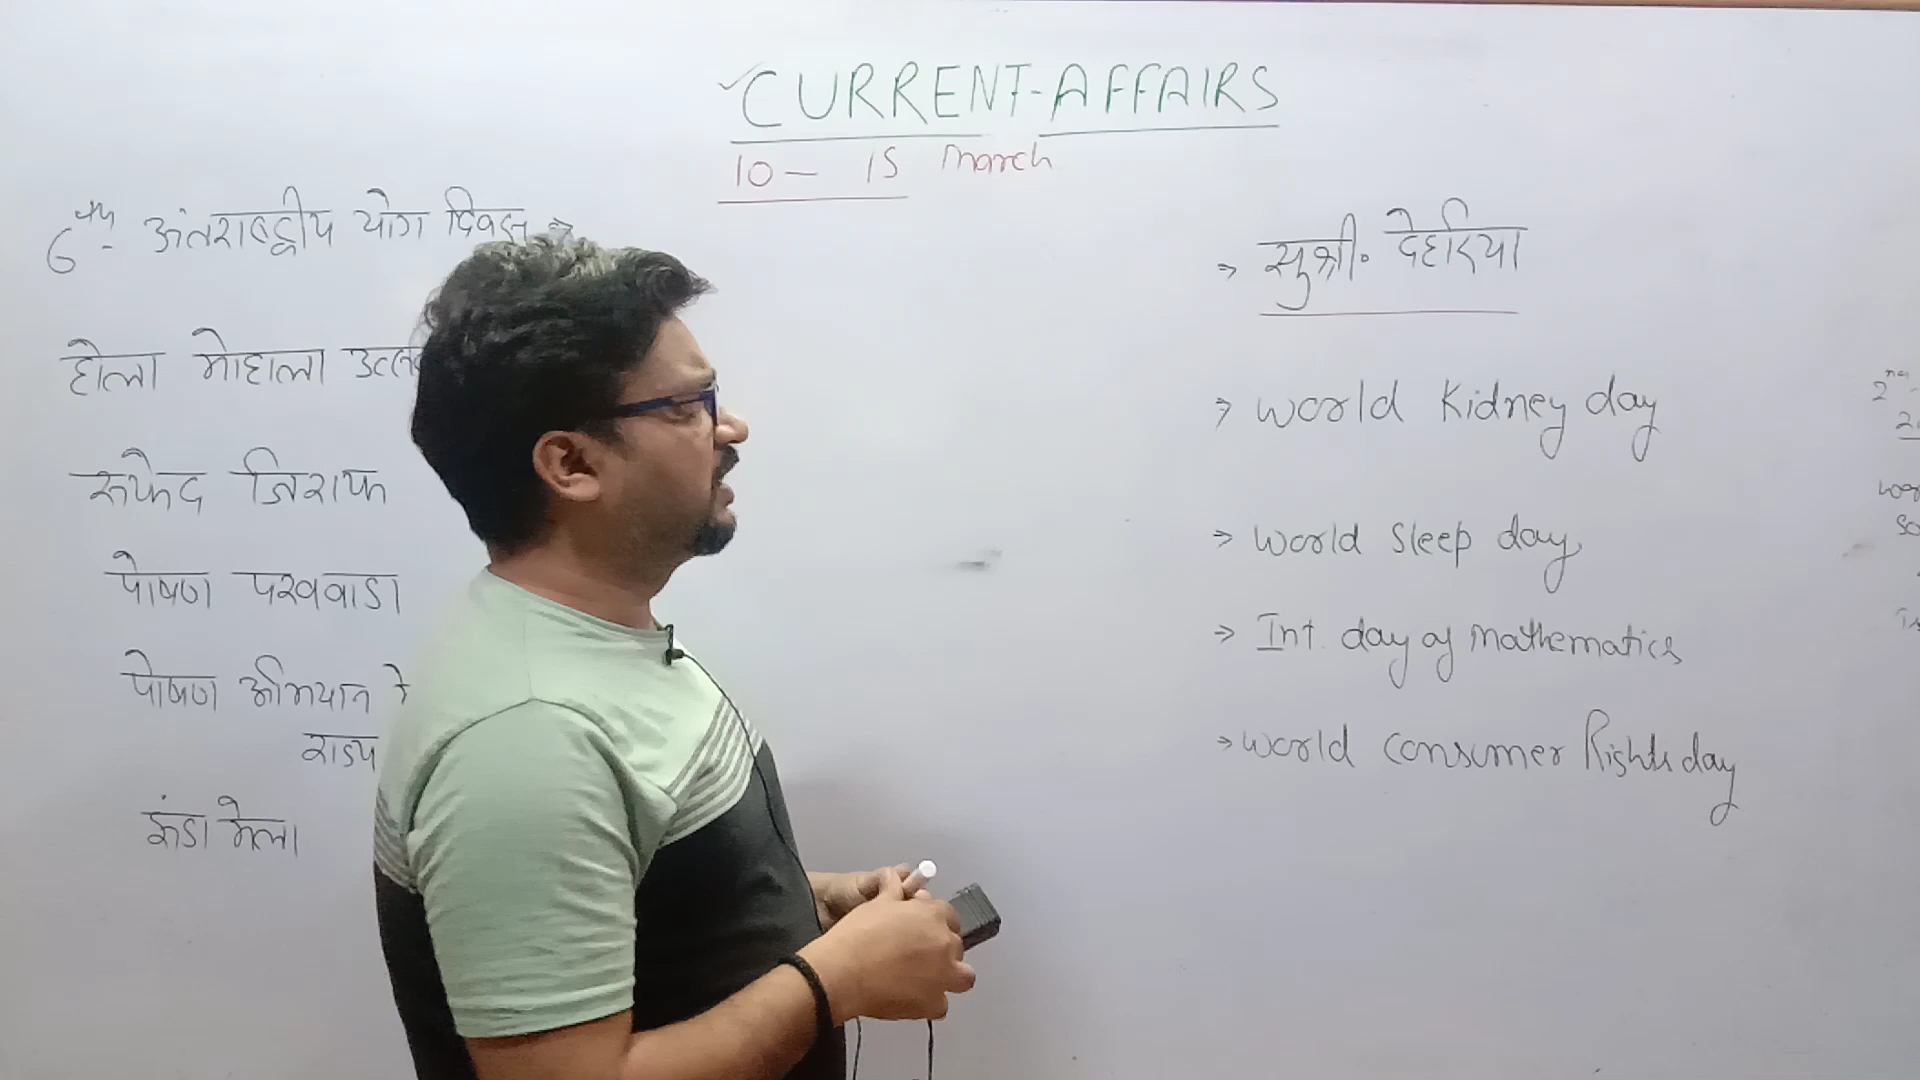 CURRENT-AFFAIRS
10 - 15 March
6th अंतराष्ट्रीय योग दिवस ⇒
होला मोहाला
सफेद जिराफ
पोषण पखवाडा
पोषण अभियान
राज्य
कंडा मेला
⇒ सुश्री. देहरिया
⇒ World Kidney day
⇒ World Sleep day
⇒ Int. day of Mathematics
⇒ World Consumer Rights day
2nd